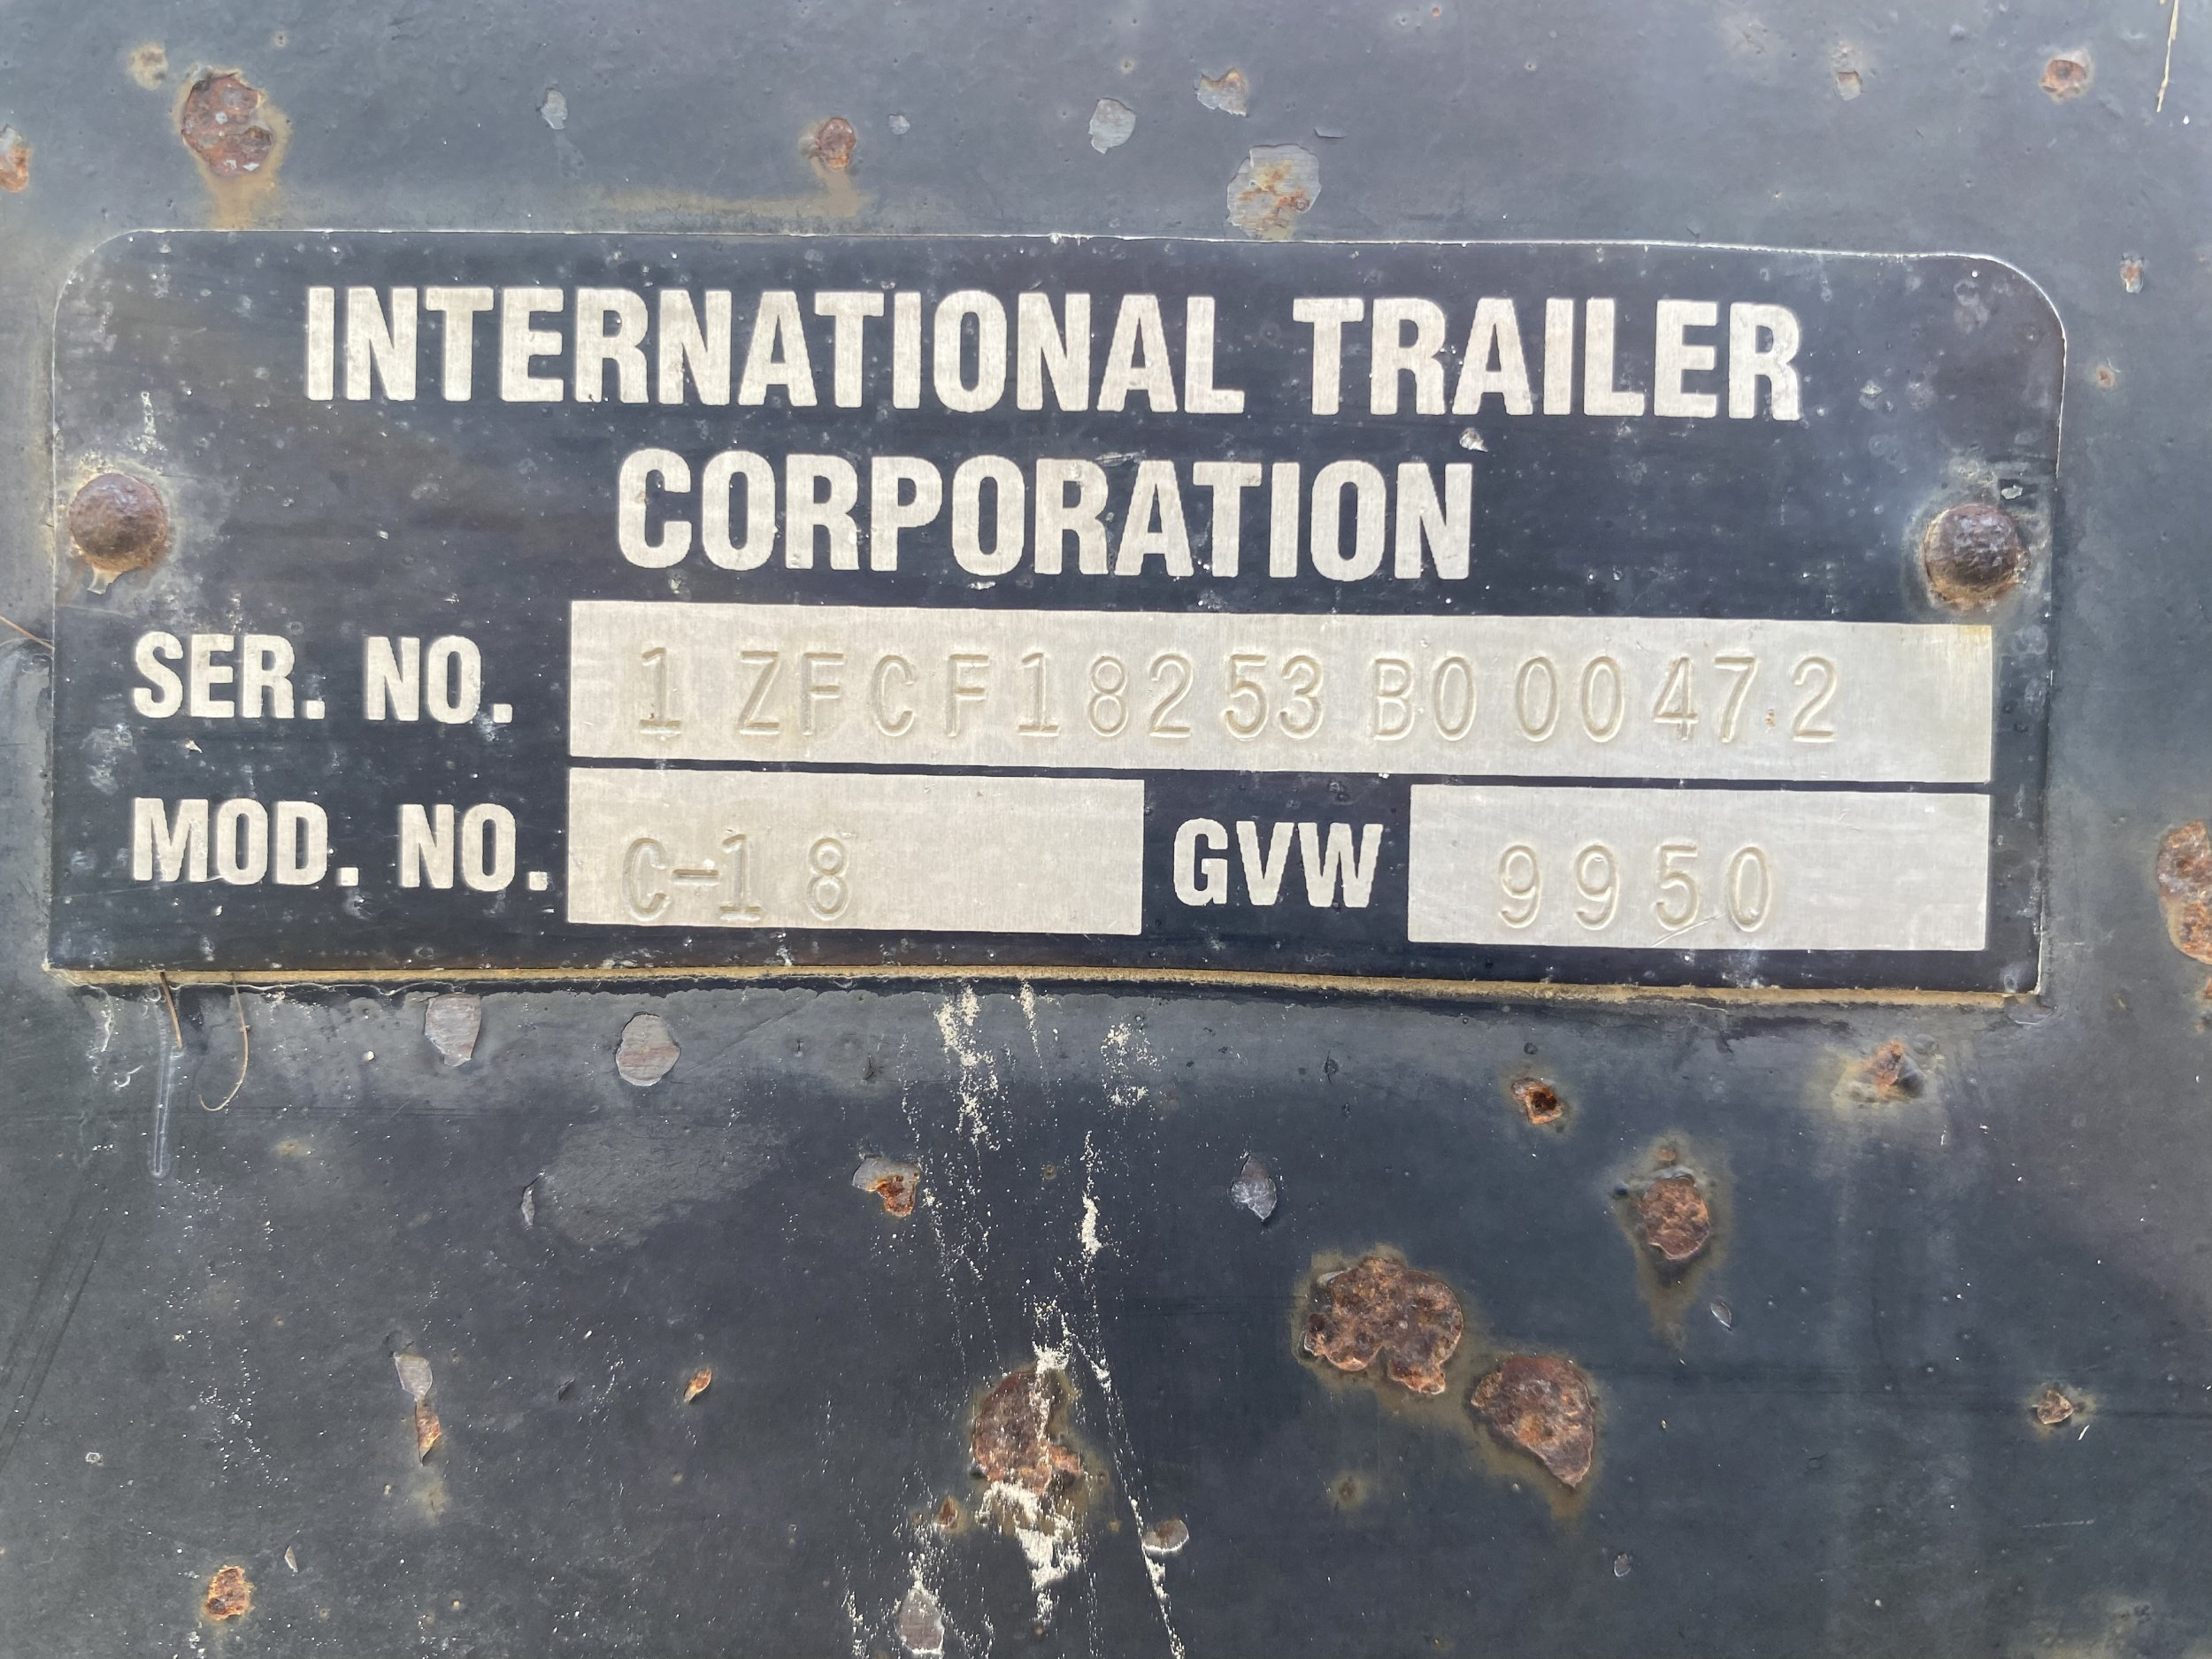 INTERNATIONAL TRAILER
CORPORATION
SER. NO. 1ZFCF18253B000472
MOD. NO. C-18 GVW 9950